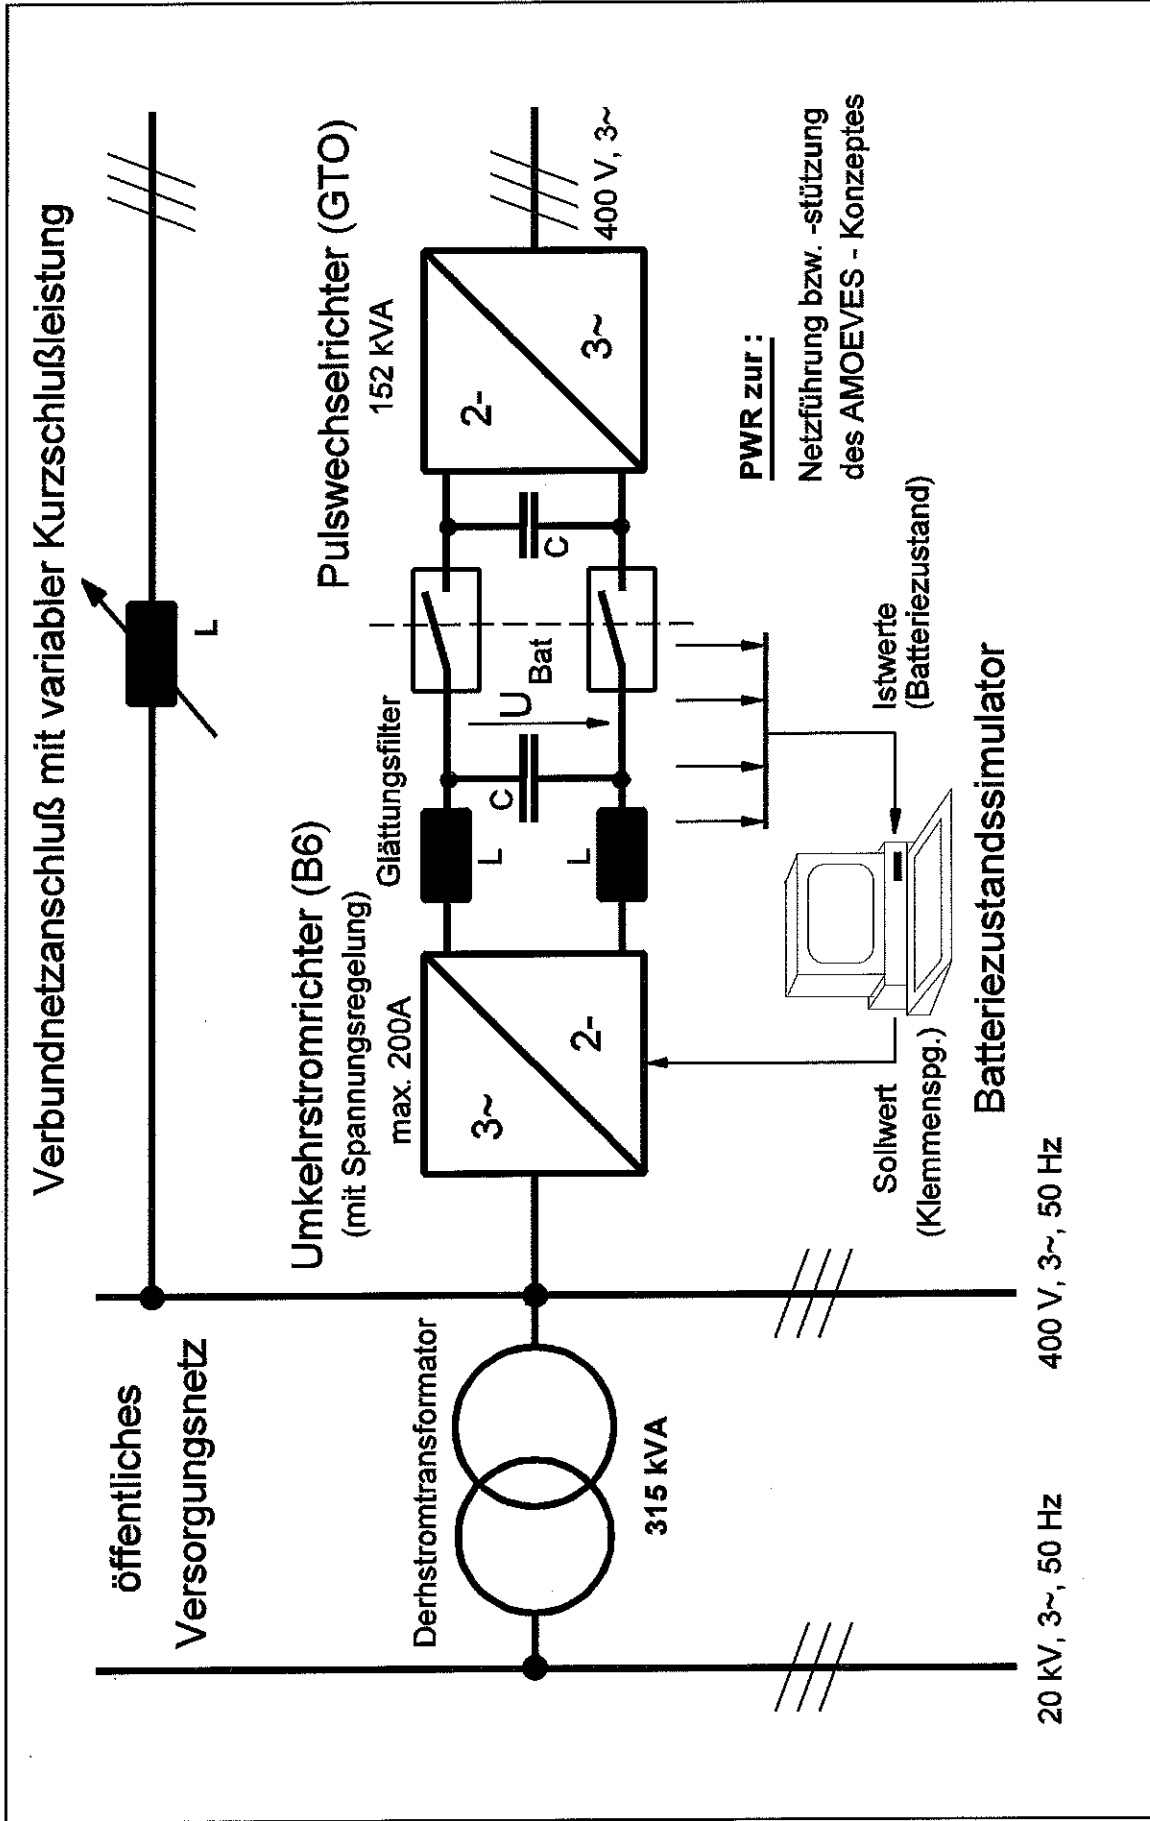 Verbundnetzanschluß mit variabler Kurzschlußleistung
öffentliches
Versorgungsnetz
L
Umkehrstromrichter (B6)
(mit Spannungsregelung)
max. 200A
3~
2-
Glättungsfilter
L
L
C
U
Bat
C
Pulswechselrichter (GTO)
152 kVA
2-
3~
400 V, 3~
Derhstromtransformator
315 kVA
PWR zur :
Netzführung bzw. -stützung
des AMOEVES - Konzeptes
Sollwert
(Klemmenspg.)
Istwerte
(Batteriezustand)
Batteriezustandssimulator
20 kV, 3~, 50 Hz
400 V, 3~, 50 Hz